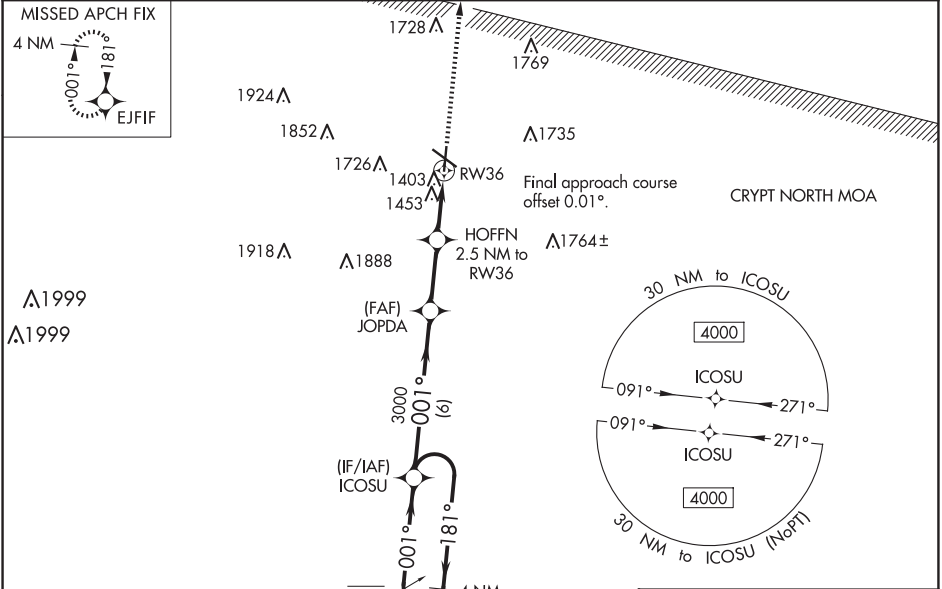 MISSED APCH FIX
4 NM
001°
181°
EJFIF
1728
1769
1924
1852
1735
1726
1403
RW36
1453
Final approach course
offset 0.01°.
CRYPT NORTH MOA
HOFFN
2.5 NM to
RW36
1764±
1918
1888
1999
1999
(FAF)
JOPDA
3000
001°
(6)
(IF/IAF)
ICOSU
001°
181°
4 NM
30 NM to ICOSU
4000
ICOSU
091°
271°
091°
271°
ICOSU
4000
30 NM to ICOSU (NoPT)